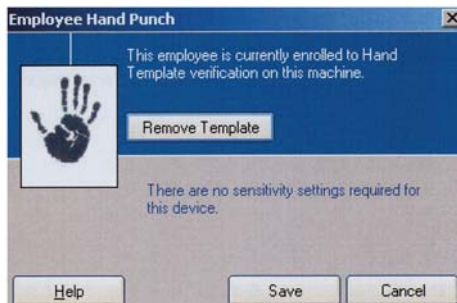 Employee Hand Punch
This employee is currently enrolled to Hand
Template verification on this machine.
Remove Template
There are no sensitivity settings required for
this device.
Help
Save
Cancel